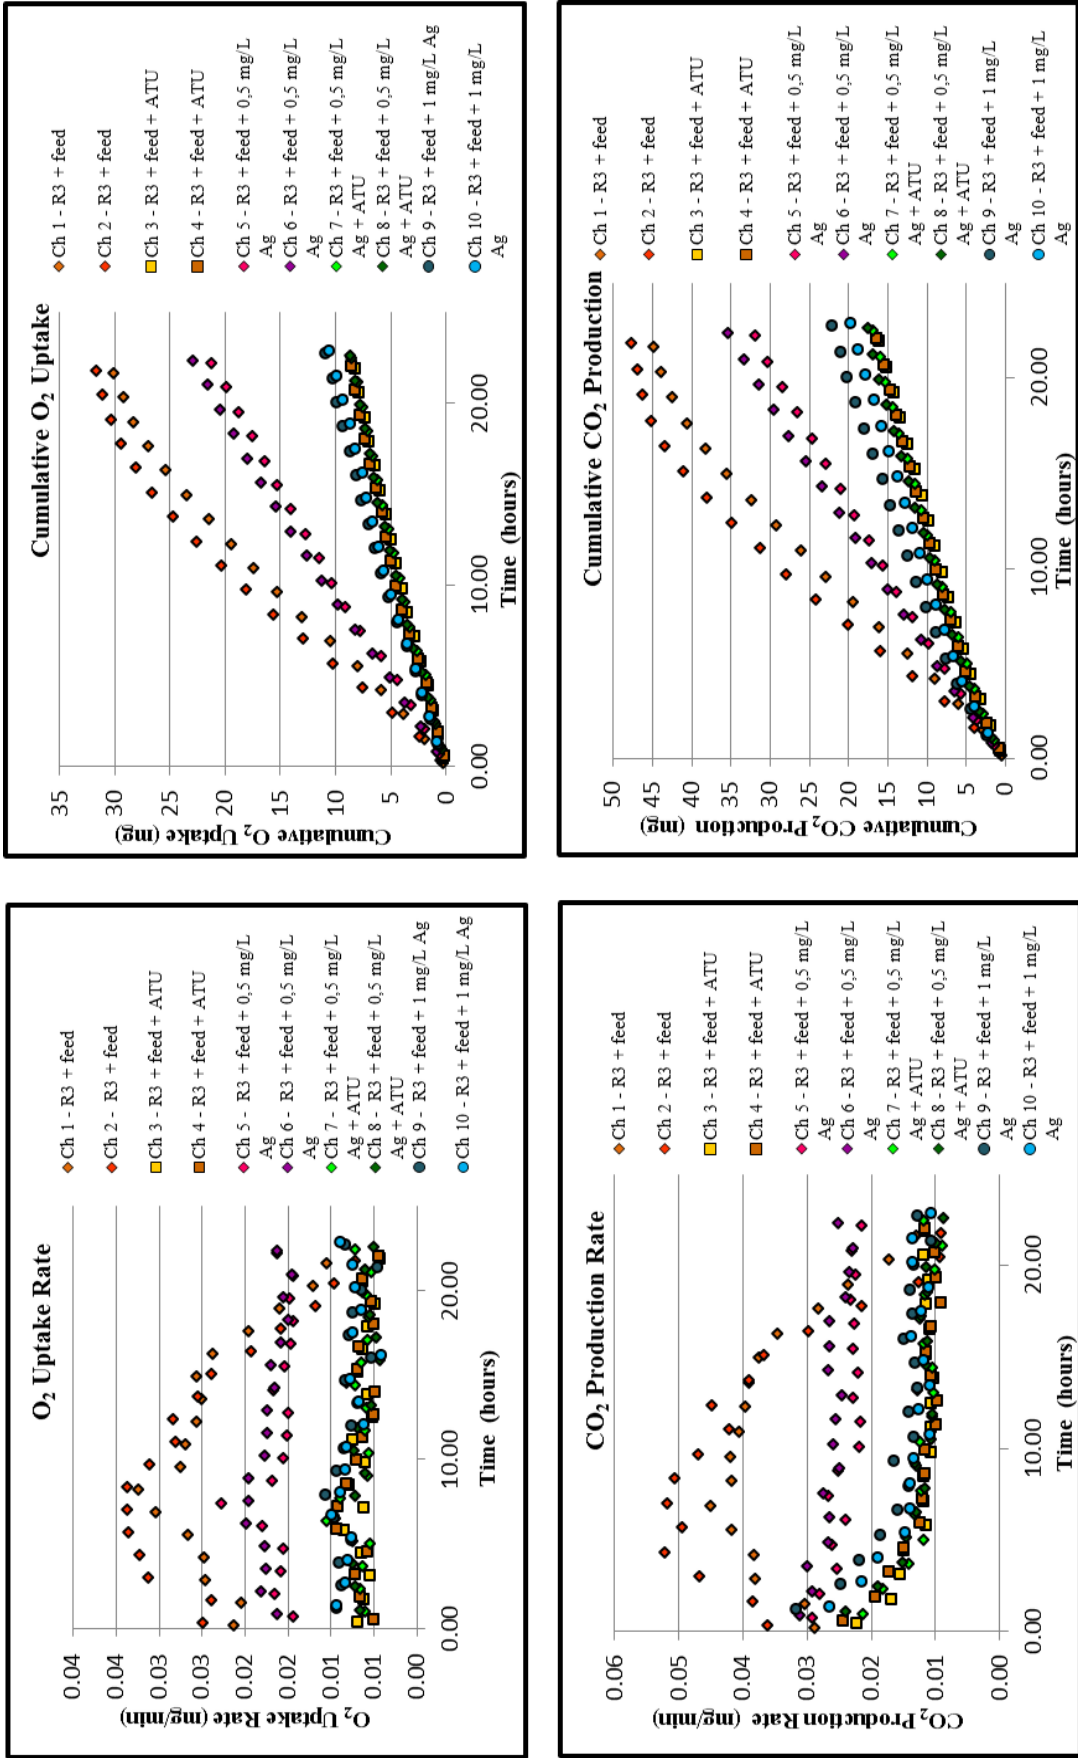 O2 Uptake Rate
O2 Uptake Rate (mg/min)
0.04
0.04
0.03
0.03
0.02
0.02
0.01
0.01
0.00
0.00
10.00
20.00
Time (hours)
Ch 1 - R3 + feed
Ch 2 - R3 + feed
Ch 3 - R3 + feed + ATU
Ch 4 - R3 + feed + ATU
Ch 5 - R3 + feed + 0,5 mg/L
Ag
Ch 6 - R3 + feed + 0,5 mg/L
Ag
Ch 7 - R3 + feed + 0,5 mg/L
Ag + ATU
Ch 8 - R3 + feed + 0,5 mg/L
Ag + ATU
Ch 9 - R3 + feed + 1 mg/L Ag
Ch 10 - R3 + feed + 1 mg/L Ag
Cumulative O2 Uptake
Cumulative O2 Uptake (mg)
35
30
25
20
15
10
5
0
0.00
10.00
20.00
Time (hours)
Ch 1 - R3 + feed
Ch 2 - R3 + feed
Ch 3 - R3 + feed + ATU
Ch 4 - R3 + feed + ATU
Ch 5 - R3 + feed + 0,5 mg/L
Ag
Ch 6 - R3 + feed + 0,5 mg/L
Ag
Ch 7 - R3 + feed + 0,5 mg/L
Ag + ATU
Ch 8 - R3 + feed + 0,5 mg/L
Ag + ATU
Ch 9 - R3 + feed + 1 mg/L Ag
Ch 10 - R3 + feed + 1 mg/L
Ag
CO2 Production Rate
CO2 Production Rate (mg/min)
0.06
0.05
0.04
0.03
0.02
0.01
0.00
0.00
10.00
20.00
Time (hours)
Ch 1 - R3 + feed
Ch 2 - R3 + feed
Ch 3 - R3 + feed + ATU
Ch 4 - R3 + feed + ATU
Ch 5 - R3 + feed + 0,5 mg/L
Ag
Ch 6 - R3 + feed + 0,5 mg/L
Ag
Ch 7 - R3 + feed + 0,5 mg/L
Ag + ATU
Ch 8 - R3 + feed + 0,5 mg/L
Ag + ATU
Ch 9 - R3 + feed + 1 mg/L
Ag
Ch 10 - R3 + feed + 1 mg/L
Ag
Cumulative CO2 Production
Cumulative CO2 Production (mg)
50
45
40
35
30
25
20
15
10
5
0
0.00
10.00
20.00
Time (hours)
Ch 1 - R3 + feed
Ch 2 - R3 + feed
Ch 3 - R3 + feed + ATU
Ch 4 - R3 + feed + ATU
Ch 5 - R3 + feed + 0,5 mg/L
Ag
Ch 6 - R3 + feed + 0,5 mg/L
Ag
Ch 7 - R3 + feed + 0,5 mg/L
Ag + ATU
Ch 8 - R3 + feed + 0,5 mg/L
Ag + ATU
Ch 9 - R3 + feed + 1 mg/L
Ag
Ch 10 - R3 + feed + 1 mg/L
Ag